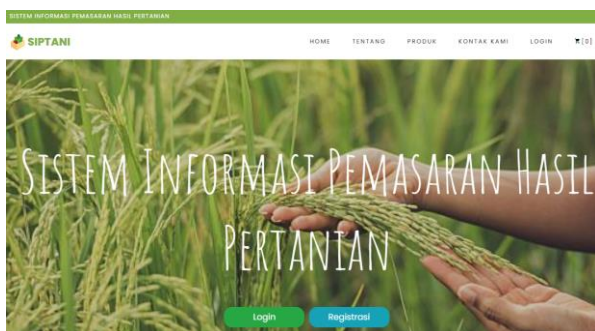 SISTEM INFORMASI PEMASARAN HASIL PERTANIAN
SIPTANI
HOME TENTANG PRODUK KONTAK KAMI LOGIN [0]
SISTEM INFORMASI PEMASARAN HASIL
PERTANIAN
Login Registrasi